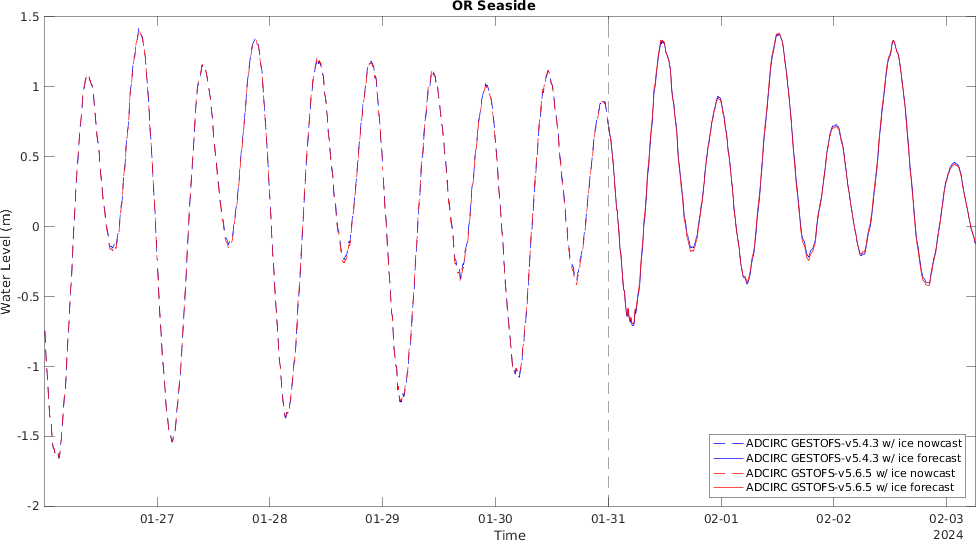 OR Seaside
1.5
1
0.5
0
-0.5
-1
-1.5
-2
Water Level (m)
01-27 01-28 01-29 01-30 01-31 02-01 02-02 02-03
2024
Time
ADCIRC GESTOFS-v5.4.3 w/ ice nowcast
ADCIRC GESTOFS-v5.4.3 w/ ice forecast
ADCIRC GSTOFS-v5.6.5 w/ ice nowcast
ADCIRC GSTOFS-v5.6.5 w/ ice forecast